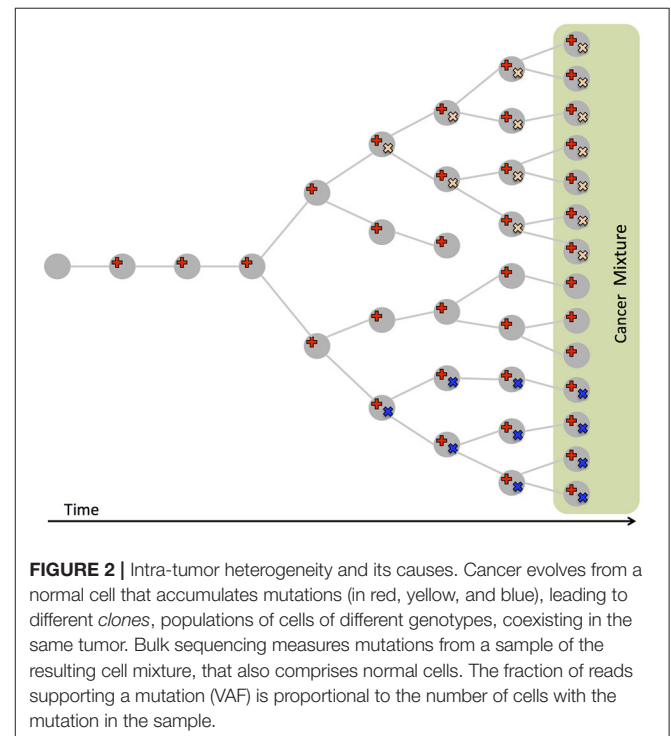 Cancer Mixture
Time
FIGURE 2 | Intra-tumor heterogeneity and its causes. Cancer evolves from a
normal cell that accumulates mutations (in red, yellow, and blue), leading to
different clones, populations of cells of different genotypes, coexisting in the
same tumor. Bulk sequencing measures mutations from a sample of the
resulting cell mixture, that also comprises normal cells. The fraction of reads
supporting a mutation (VAF) is proportional to the number of cells with the
mutation in the sample.